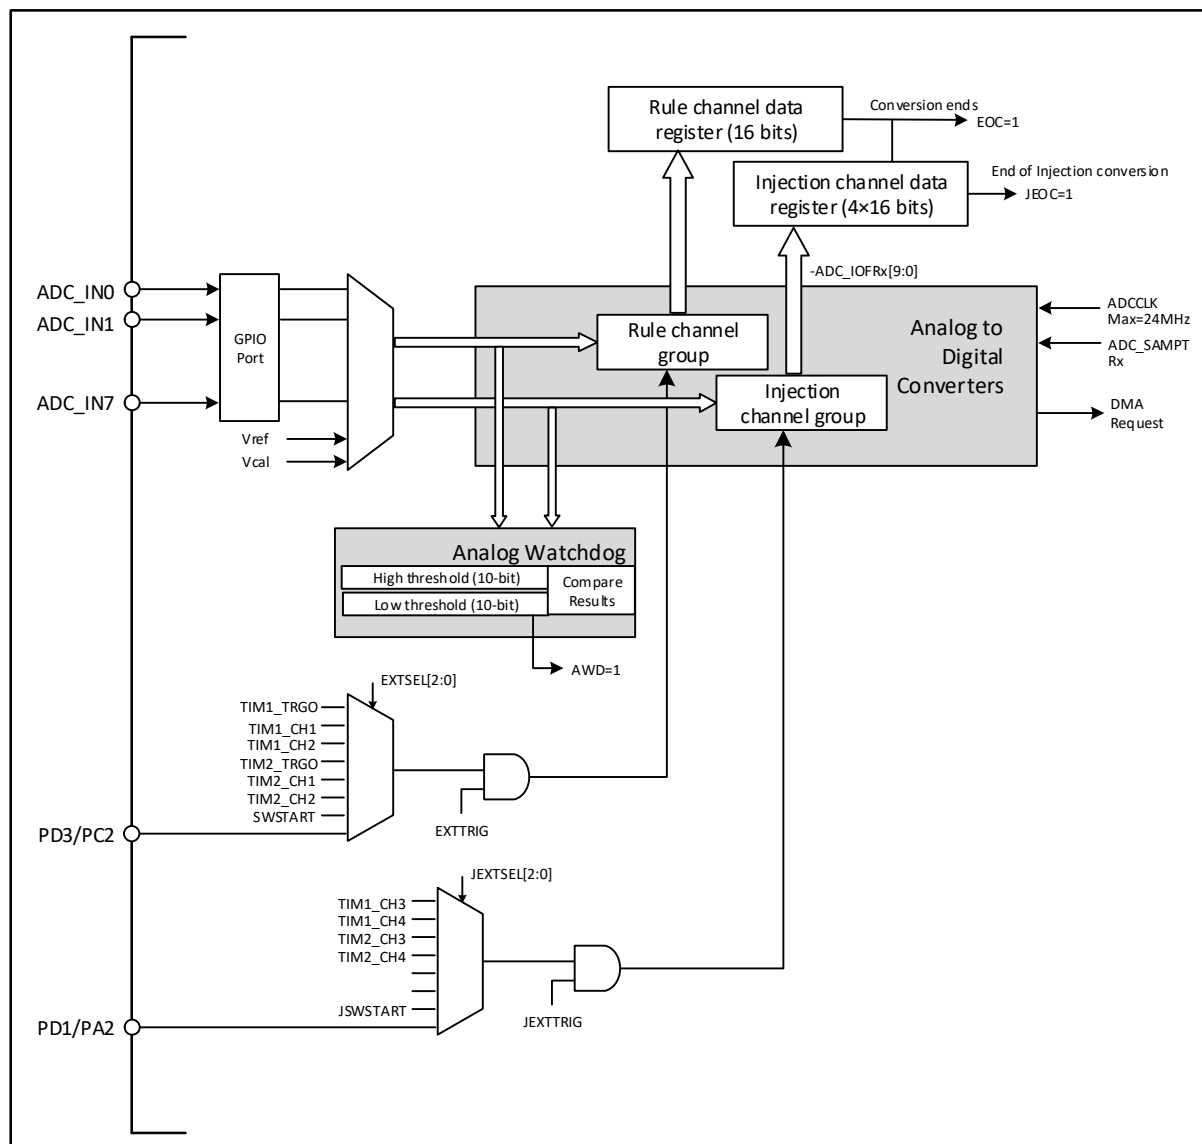 Rule channel data
register (16 bits)
Conversion ends
EOC=1
Injection channel data
register (4×16 bits)
End of Injection conversion
JEOC=1
-ADC_IOFRx[9:0]
ADC_IN0
ADC_IN1
ADC_IN7
GPIO
Port
Vref
Vcal
Rule channel
group
Injection
channel group
Analog to
Digital
Converters
ADCCLK
Max=24MHz
ADC_SAMPT
Rx
DMA
Request
Analog Watchdog
High threshold (10-bit)
Low threshold (10-bit)
Compare
Results
AWD=1
EXTSEL[2:0]
TIM1_TRGO
TIM1_CH1
TIM1_CH2
TIM2_TRGO
TIM2_CH1
TIM2_CH2
SWSTART
PD3/PC2
EXTTRIG
JEXTSEL[2:0]
TIM1_CH3
TIM1_CH4
TIM2_CH3
TIM2_CH4
JSWSTART
PD1/PA2
JEXTTRIG